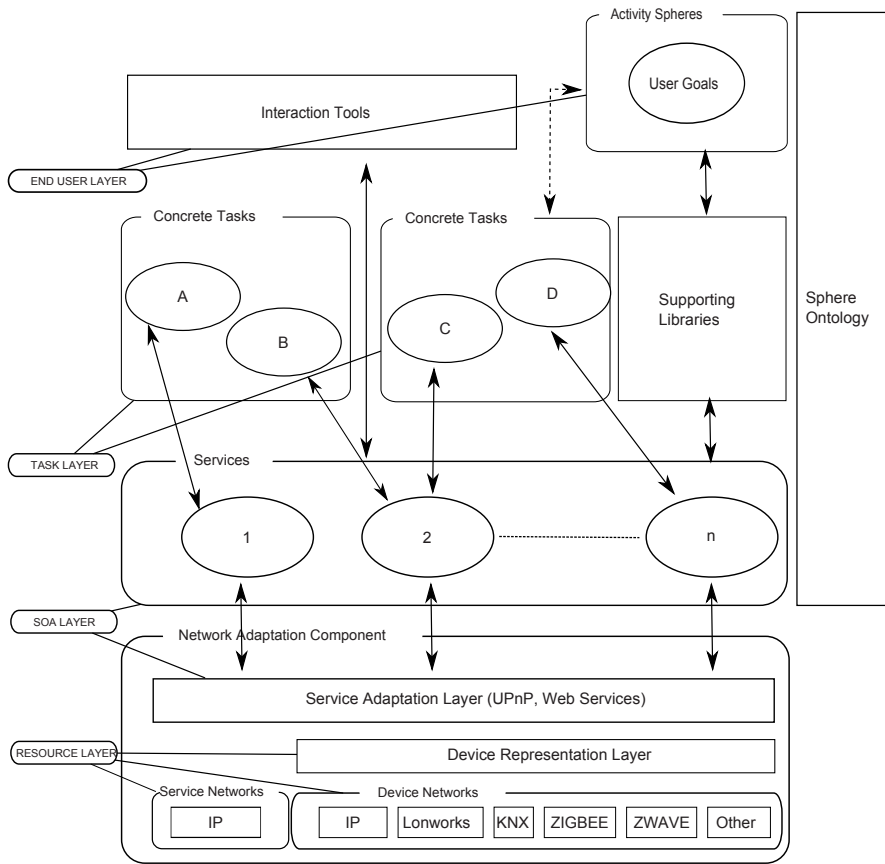 Activity Spheres
User Goals
Interaction Tools
END USER LAYER
Concrete Tasks
Concrete Tasks
A
B
C
D
Supporting
Libraries
Sphere
Ontology
TASK LAYER
Services
1
2
n
SOA LAYER
Network Adaptation Component
Service Adaptation Layer (UPnP, Web Services)
RESOURCE LAYER
Device Representation Layer
Service Networks
Device Networks
IP
IP
Lonworks
KNX
ZIGBEE
ZWAVE
Other